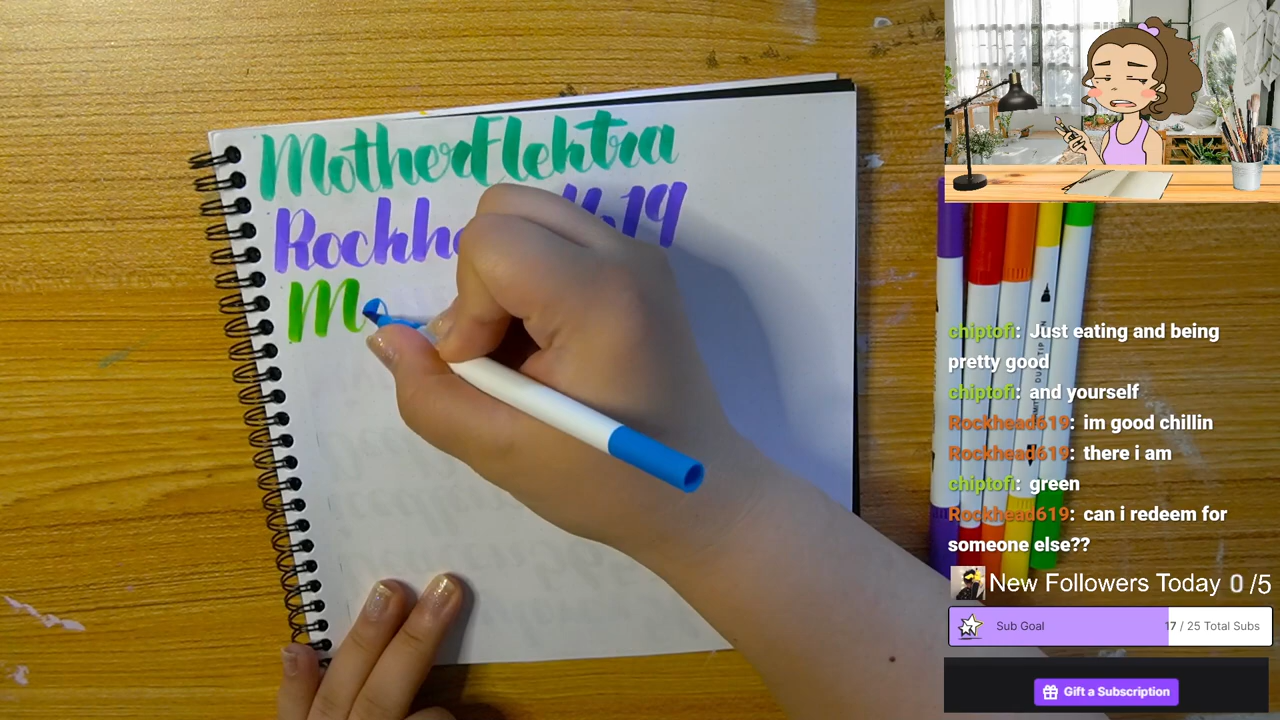 MotherElektra
Rockhe 619
M
chiptofi: Just eating and being
pretty good
chiptofi: and yourself
Rockhead619: im good chillin
Rockhead619: there i am
chiptofi: green
Rockhead619: can i redeem for
someone else??
New Followers Today 0 /5
Sub Goal 17 / 25 Total Subs
Gift a Subscription